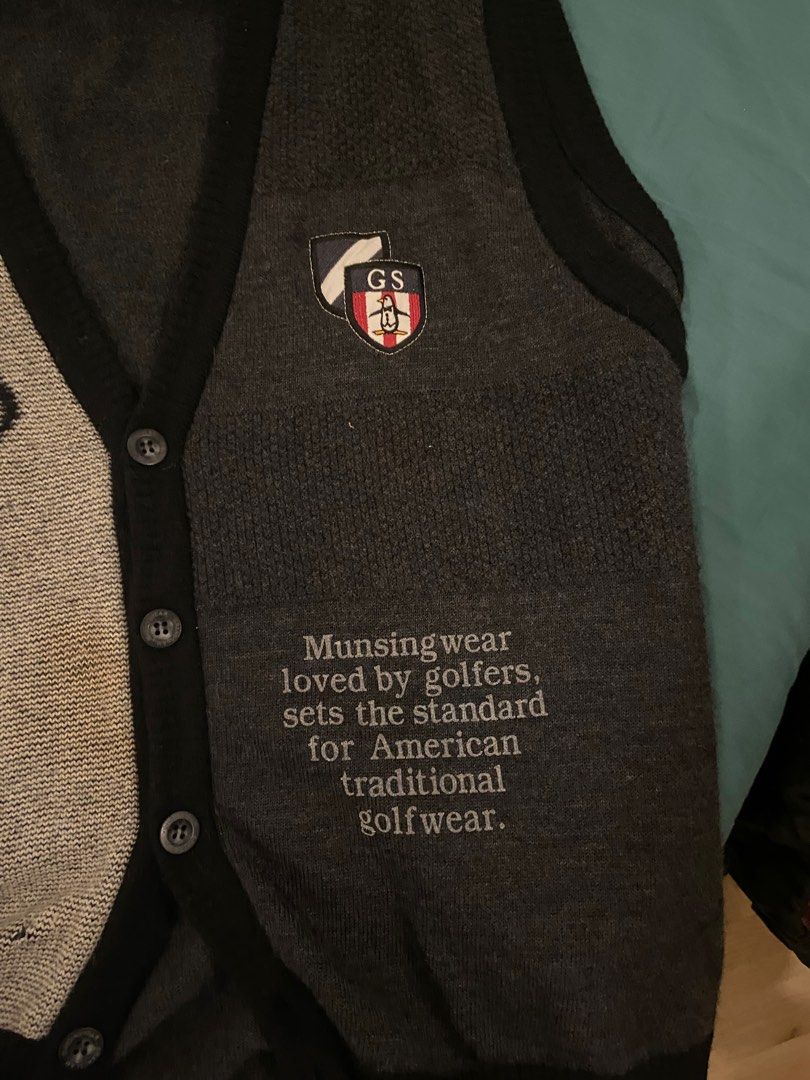 GS
Munsingwear
loved by golfers,
sets the standard
for American
traditional
golfwear.